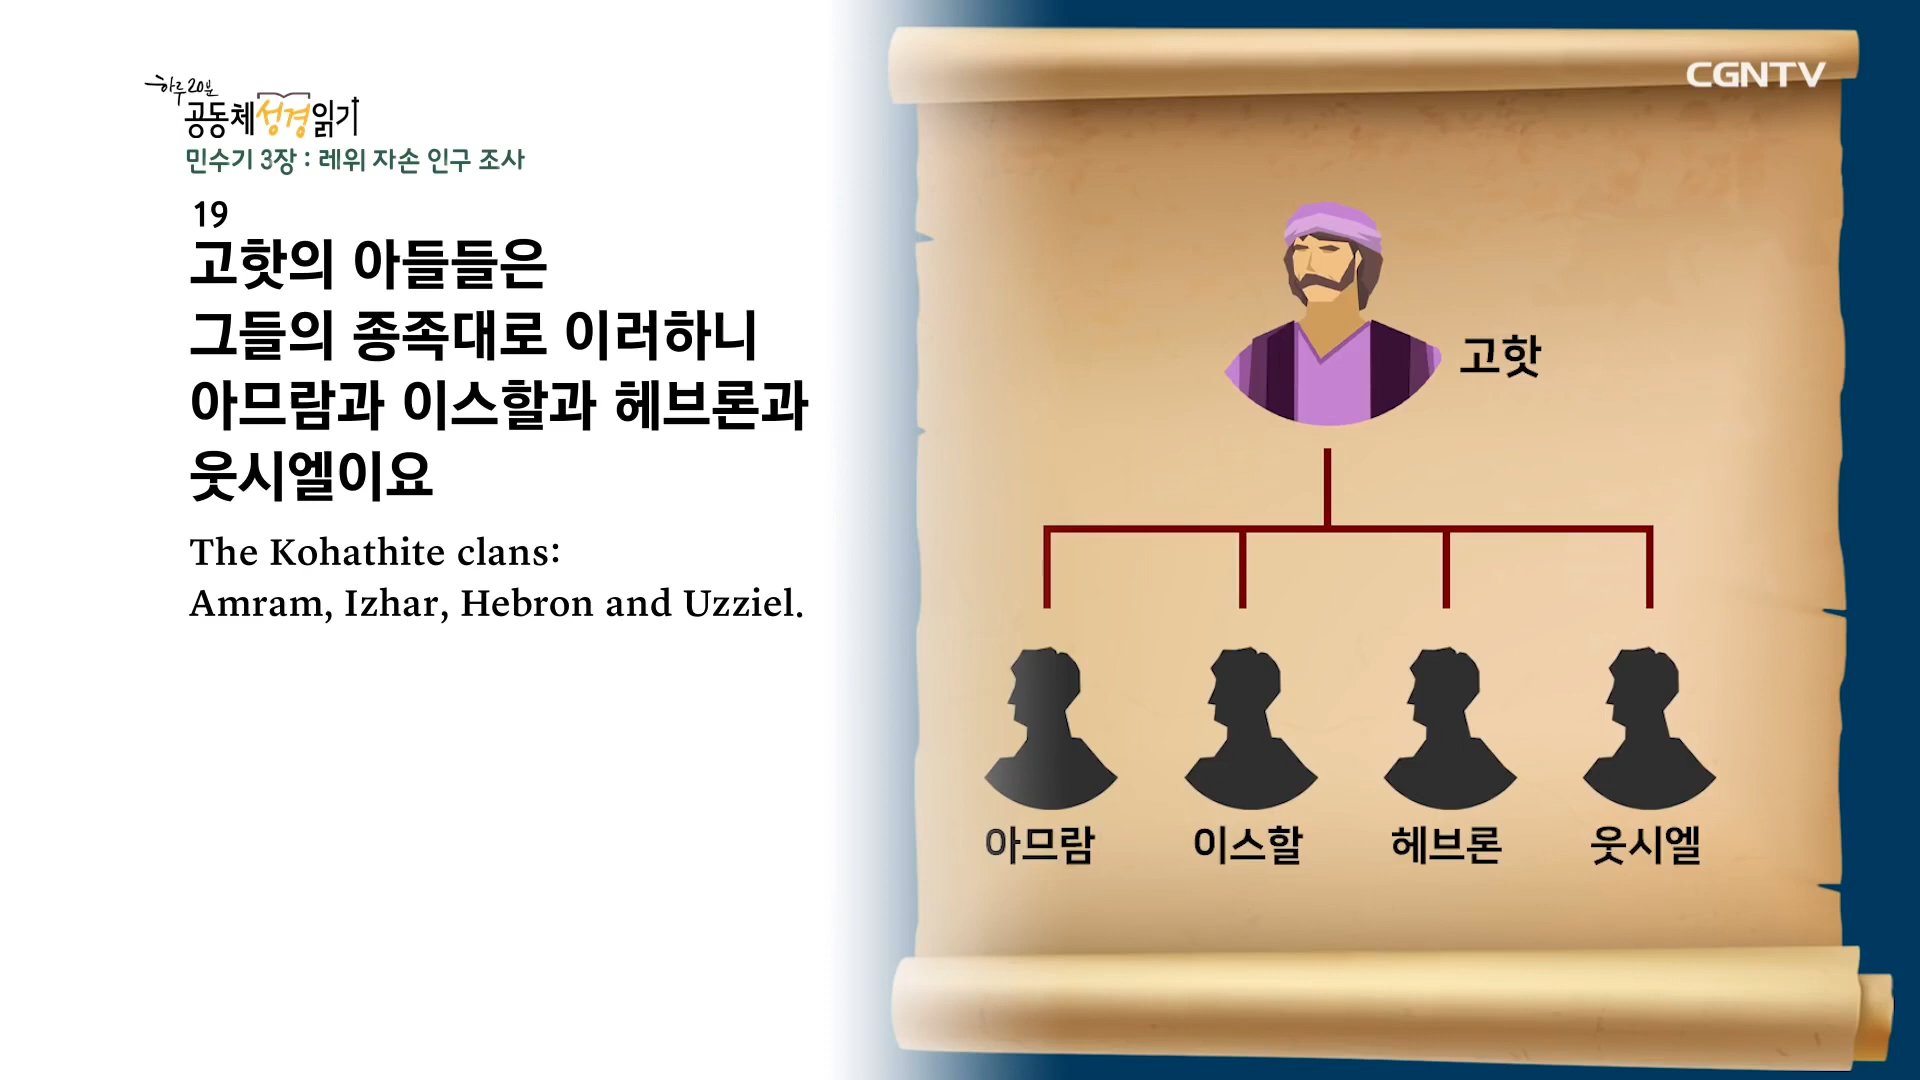 하루 20분
공동체성경읽기
민수기 3장 : 레위 자손 인구 조사
19
고핫의 아들들은
그들의 종족대로 이러하니
아므람과 이스할과 헤브론과
웃시엘이요
The Kohathite clans:
Amram, Izhar, Hebron and Uzziel.
CGNTV
고핫
아므람
이스할
헤브론
웃시엘